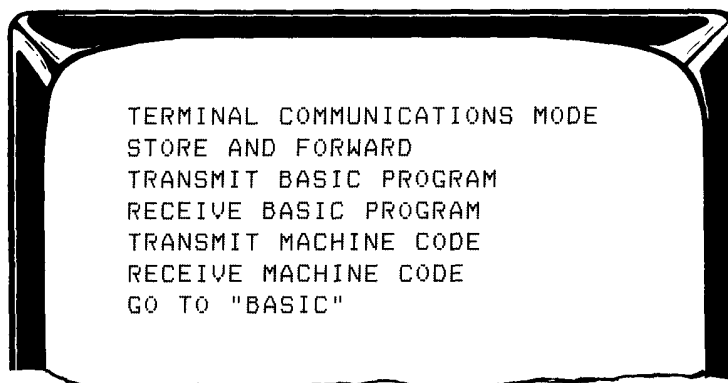 TERMINAL COMMUNICATIONS MODE
STORE AND FORWARD
TRANSMIT BASIC PROGRAM
RECEIVE BASIC PROGRAM
TRANSMIT MACHINE CODE
RECEIVE MACHINE CODE
GO TO "BASIC"